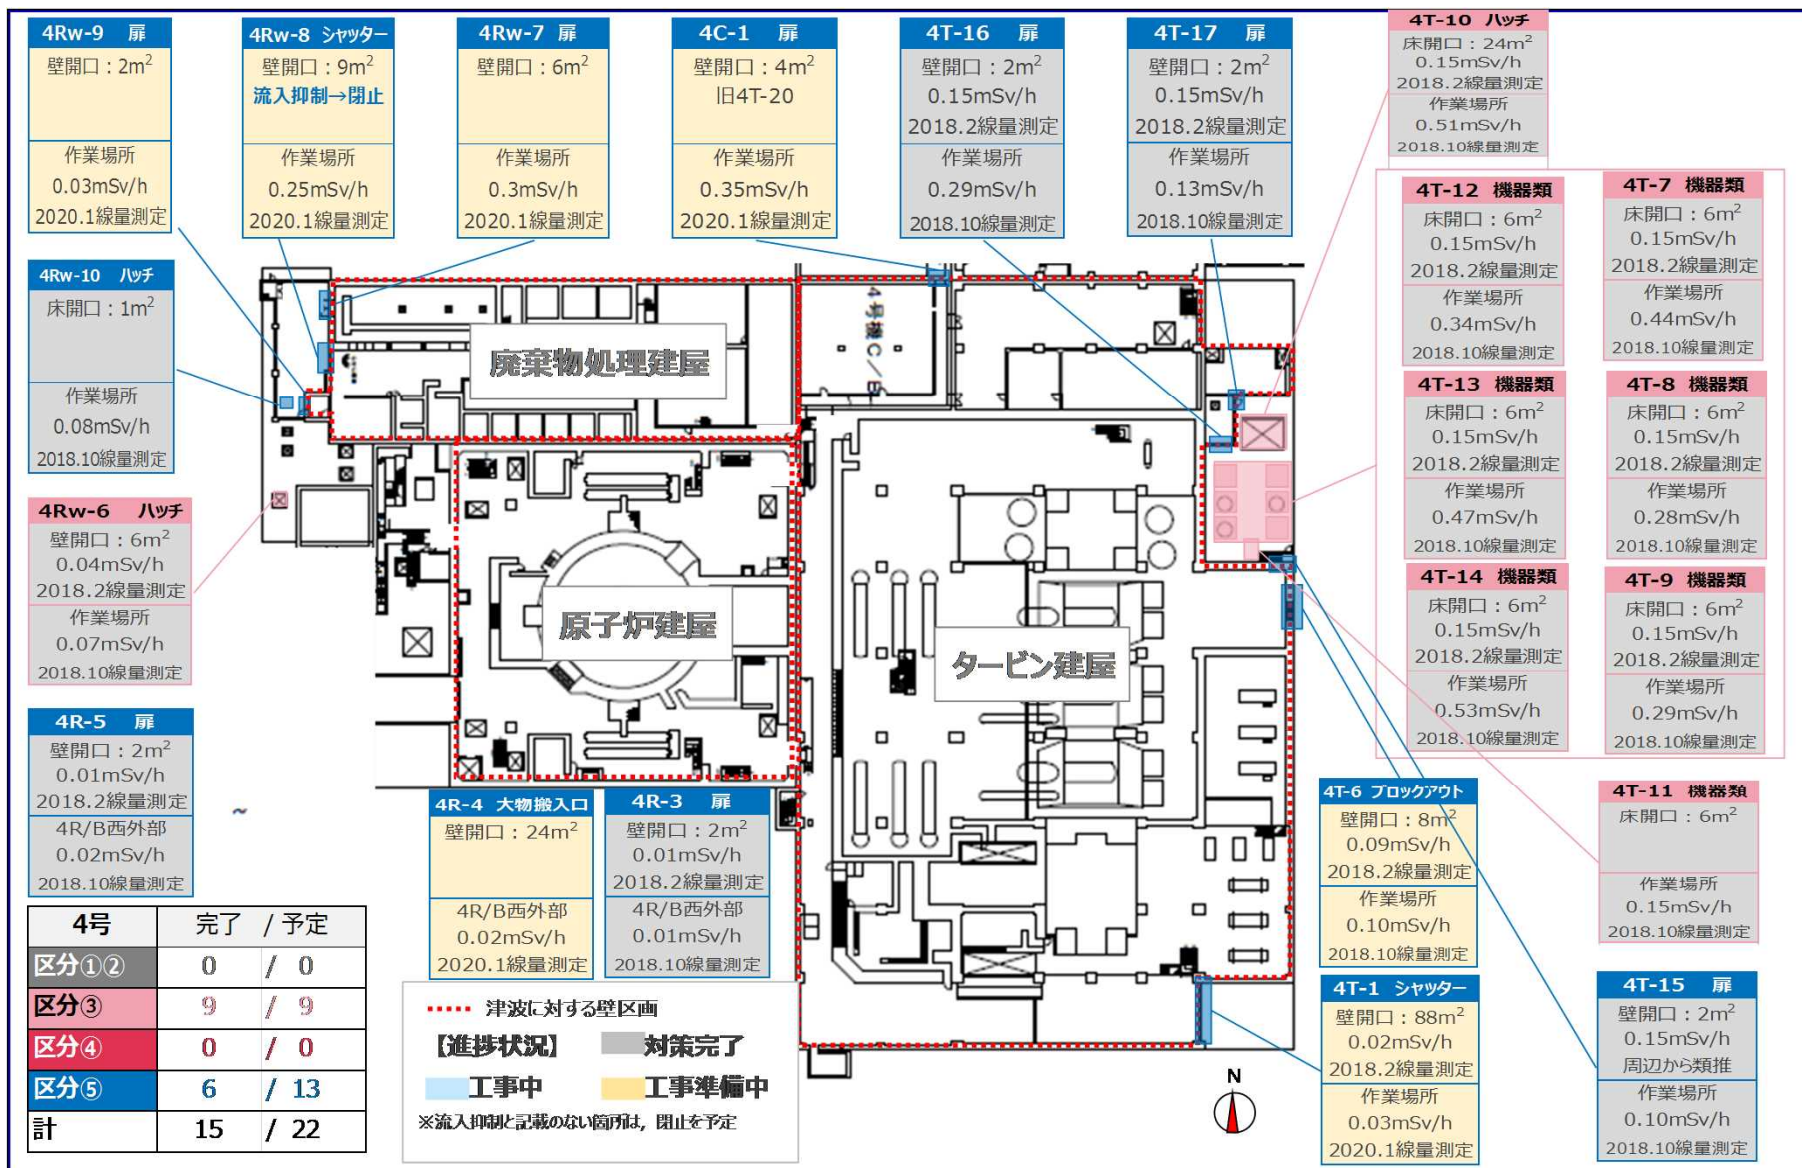 4Rw-9 扉
壁開口：2m²
作業場所
0.03mSv/h
2020.1線量測定
4Rw-8 シャッター
壁開口：9m²
流入抑制→閉止
作業場所
0.25mSv/h
2020.1線量測定
4Rw-7 扉
壁開口：6m²
作業場所
0.3mSv/h
2020.1線量測定
4C-1 扉
壁開口：4m²
旧4T-20
作業場所
0.35mSv/h
2020.1線量測定
4T-16 扉
壁開口：2m²
0.15mSv/h
2018.2線量測定
作業場所
0.29mSv/h
2018.10線量測定
4T-17 扉
壁開口：2m²
0.15mSv/h
2018.2線量測定
作業場所
0.13mSv/h
2018.10線量測定
4T-10 ハッチ
床開口：24m²
0.15mSv/h
2018.2線量測定
作業場所
0.51mSv/h
2018.10線量測定
4T-12 機器類
床開口：6m²
0.15mSv/h
2018.2線量測定
作業場所
0.34mSv/h
2018.10線量測定
4T-7 機器類
床開口：6m²
0.15mSv/h
2018.2線量測定
作業場所
0.44mSv/h
2018.10線量測定
4T-13 機器類
床開口：6m²
0.15mSv/h
2018.2線量測定
作業場所
0.47mSv/h
2018.10線量測定
4T-8 機器類
床開口：6m²
0.15mSv/h
2018.2線量測定
作業場所
0.28mSv/h
2018.10線量測定
4T-14 機器類
床開口：6m²
0.15mSv/h
2018.2線量測定
作業場所
0.53mSv/h
2018.10線量測定
4T-9 機器類
床開口：6m²
0.15mSv/h
2018.2線量測定
作業場所
0.29mSv/h
2018.10線量測定
4Rw-10 ハッチ
床開口：1m²
作業場所
0.08mSv/h
2018.10線量測定
4Rw-6 ハッチ
壁開口：6m²
0.04mSv/h
2018.2線量測定
作業場所
0.07mSv/h
2018.10線量測定
4R-5 扉
壁開口：2m²
0.01mSv/h
2018.2線量測定
4R/B西外部
0.02mSv/h
2018.10線量測定
~
廃棄物処理建屋
4号機C/B
原子炉建屋
タービン建屋
4R-4 大物搬入口
壁開口：24m²
4R/B西外部
0.02mSv/h
2020.1線量測定
4R-3 扉
壁開口：2m²
0.01mSv/h
2018.2線量測定
4R/B西外部
0.01mSv/h
2018.10線量測定
4T-6 ブロックアウト
壁開口：8m²
0.09mSv/h
2018.2線量測定
作業場所
0.10mSv/h
2018.10線量測定
4T-11 機器類
床開口：6m²
作業場所
0.15mSv/h
2018.10線量測定
4T-1 シャッター
壁開口：88m²
0.02mSv/h
2018.2線量測定
作業場所
0.03mSv/h
2020.1線量測定
4T-15 扉
壁開口：2m²
0.15mSv/h
周辺から類推
作業場所
0.10mSv/h
2018.10線量測定
4号 完了 / 予定
区分①② 0 / 0
区分③ 9 / 9
区分④ 0 / 0
区分⑤ 6 / 13
計 15 / 22
津波に対する壁区画
【進捗状況】 対策完了
工事中 工事準備中
※流入抑制と記載のない箇所は，閉止を予定
N